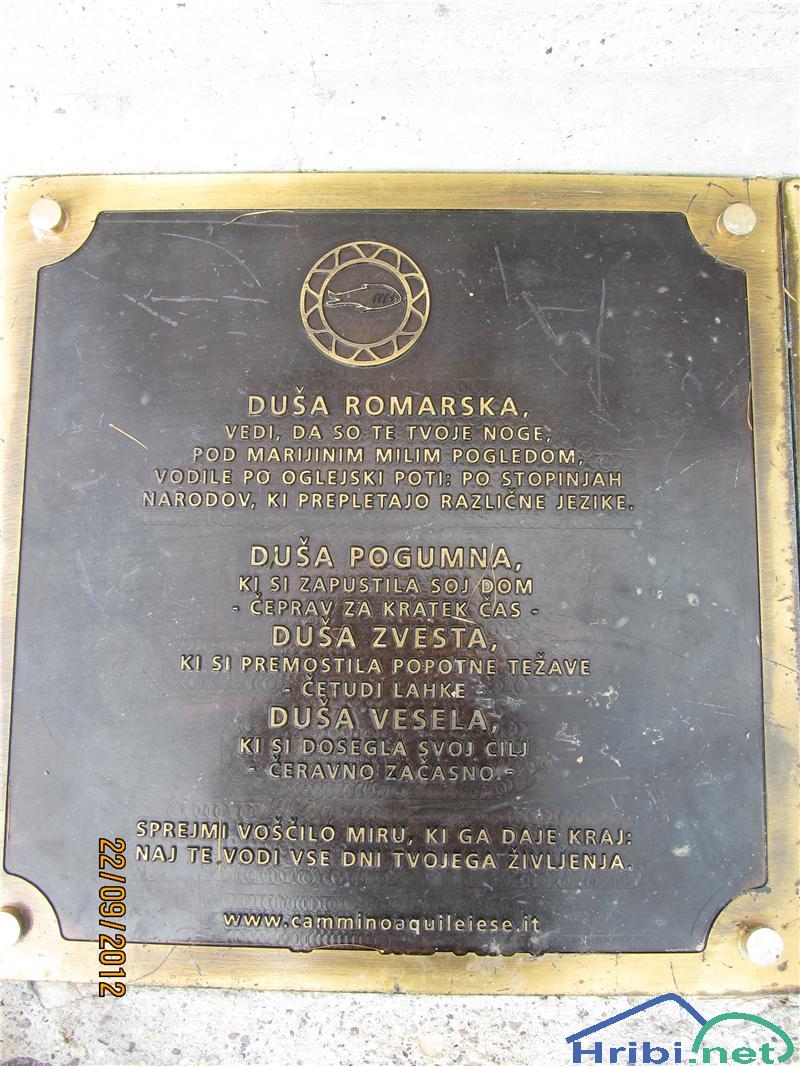 DUŠA ROMARSKA,
VEDI, DA SO TE TVOJE NOGE,
POD MARIJINIM MILIM POGLEDOM,
VODILE PO OGLEJSKI POTI: PO STOPINJAH
NARODOV, KI PREPLETAJO RAZLIČNE JEZIKE.
DUŠA POGUMNA,
KI SI ZAPUSTILA SOJ DOM
- ČEPRAV ZA KRATEK ČAS -
DUŠA ZVESTA,
KI SI PREMOSTILA POPOTNE TEŽAVE
- ČETUDI LAHKE -
DUŠA VESELA,
KI SI DOSEGLA SVOJ CILJ
- ČERAVNO ZAČASNO -
SPREJMI VOŠČILO MIRU, KI GA DAJE KRAJ:
NAJ TE VODI VSE DNI TVOJEGA ŽIVLJENJA.
www.camminoaquileiese.it
22/09/2012
Hribi.net